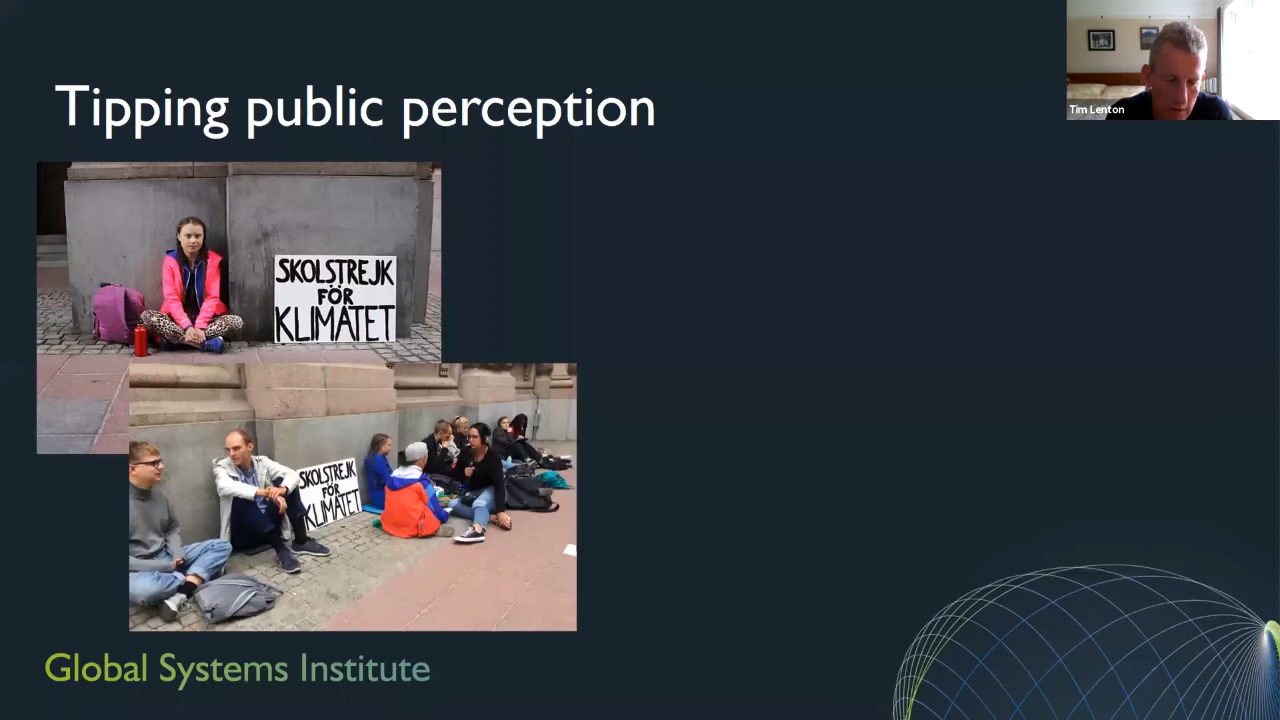 Tipping public perception
Tim Lenton
SKOLSTREJK
FÖR
KLIMATET
SKOLSTREJK
FÖR
KLIMATET
Global Systems Institute